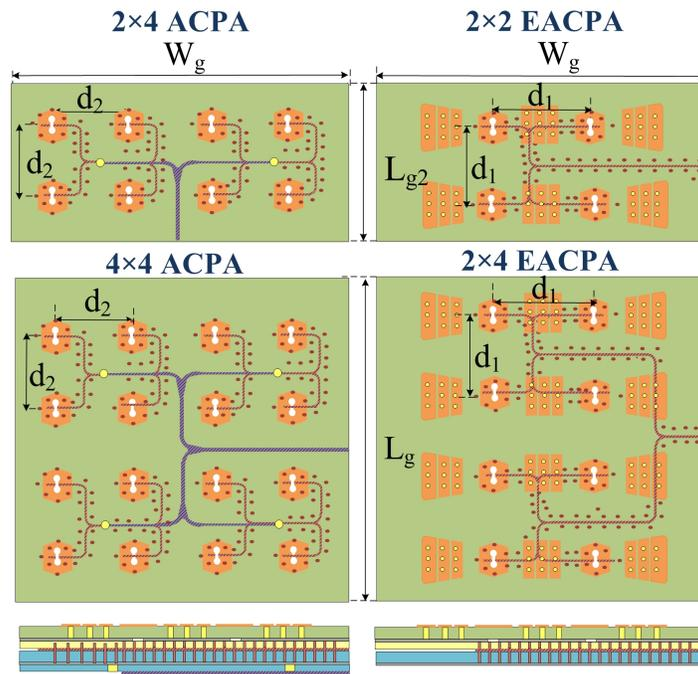 2×4 ACPA
2×2 EACPA
Wg
Wg
d2
d1
d2
Lg2
d1
4×4 ACPA
2×4 EACPA
d2
d1
d2
d1
Lg